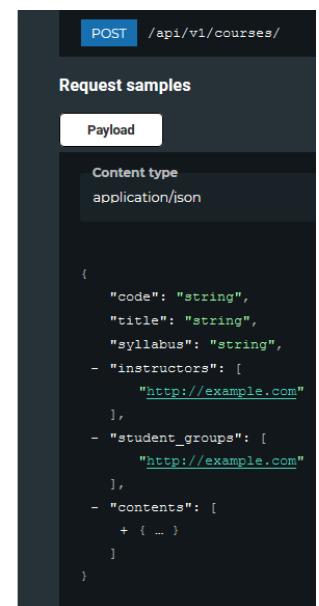 POST /api/v1/courses/
Request samples
Payload
Content type
application/json
{
"code": "string",
"title": "string",
"syllabus": "string",
- "instructors": [
"http://example.com"
],
- "student_groups": [
"http://example.com"
],
- "contents": [
+ { … }
]
}